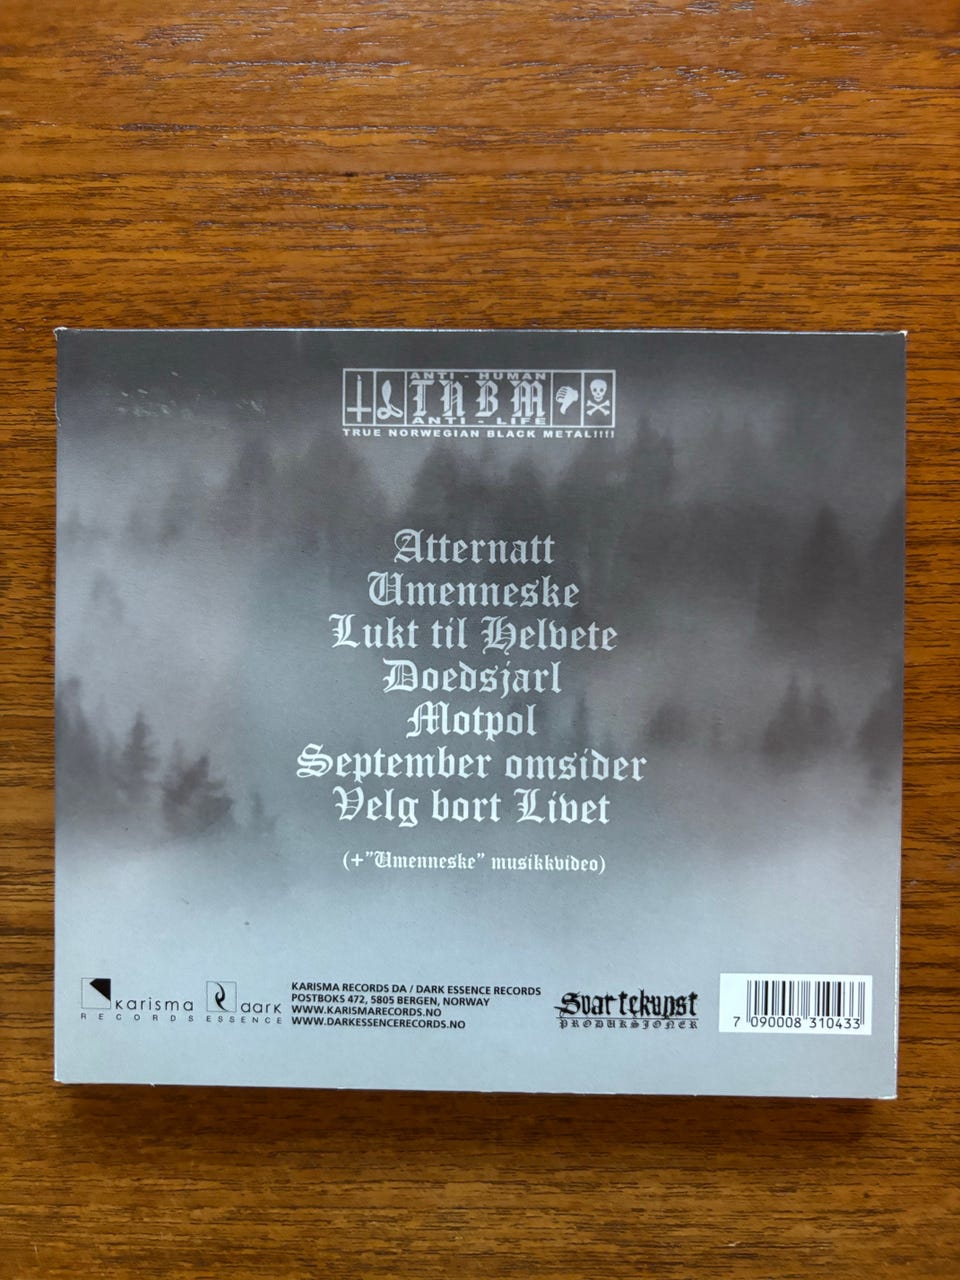 ANTI - HUMAN
TNBM
ANTI - LIFE
TRUE NORWEGIAN BLACK METAL!!!!
Atternatt
Umenneske
Lukt til Helvete
Doedsjarl
Motpol
September omsider
Velg bort Livet
(+"Umenneske" musikkvideo)
karisma
RECORDS
dark
ESSENCE
KARISMA RECORDS DA / DARK ESSENCE RECORDS
POSTBOKS 472, 5805 BERGEN, NORWAY
WWW.KARISMARECORDS.NO
WWW.DARKESSENCERECORDS.NO
Svartekunst
PRODUKSJONER
7 090008 310433